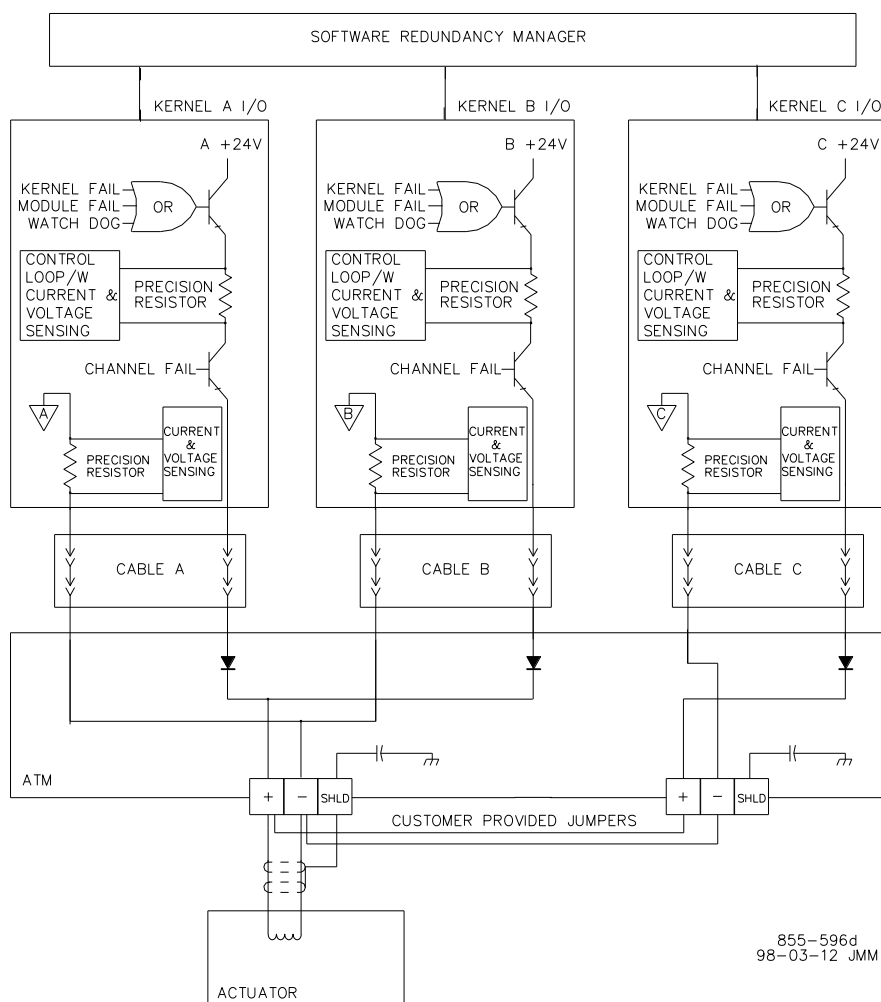 SOFTWARE REDUNDANCY MANAGER
KERNEL A I/O
KERNEL B I/O
KERNEL C I/O
A +24V
B +24V
C +24V
KERNEL FAIL
MODULE FAIL
WATCH DOG
OR
KERNEL FAIL
MODULE FAIL
WATCH DOG
OR
KERNEL FAIL
MODULE FAIL
WATCH DOG
OR
CONTROL
LOOP/W
CURRENT &
VOLTAGE
SENSING
PRECISION
RESISTOR
CONTROL
LOOP/W
CURRENT &
VOLTAGE
SENSING
PRECISION
RESISTOR
CONTROL
LOOP/W
CURRENT &
VOLTAGE
SENSING
PRECISION
RESISTOR
CHANNEL FAIL
CHANNEL FAIL
CHANNEL FAIL
A
PRECISION
RESISTOR
CURRENT
&
VOLTAGE
SENSING
B
PRECISION
RESISTOR
CURRENT
&
VOLTAGE
SENSING
C
PRECISION
RESISTOR
CURRENT
&
VOLTAGE
SENSING
CABLE A
CABLE B
CABLE C
ATM
+ − SHLD
+ − SHLD
CUSTOMER PROVIDED JUMPERS
ACTUATOR
855−596d
98−03−12 JMM